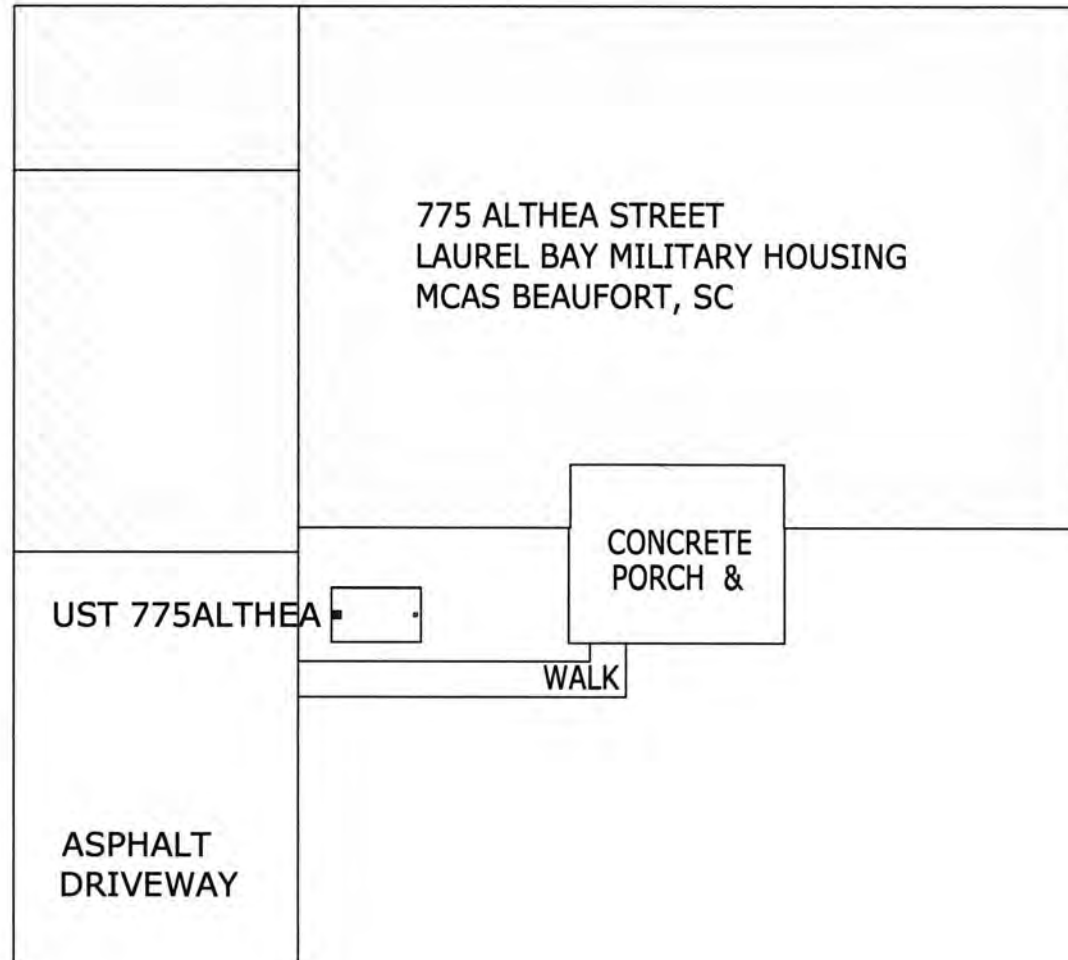 775 ALTHEA STREET
LAUREL BAY MILITARY HOUSING
MCAS BEAUFORT, SC
CONCRETE
PORCH &
UST 775ALTHEA
WALK
ASPHALT
DRIVEWAY